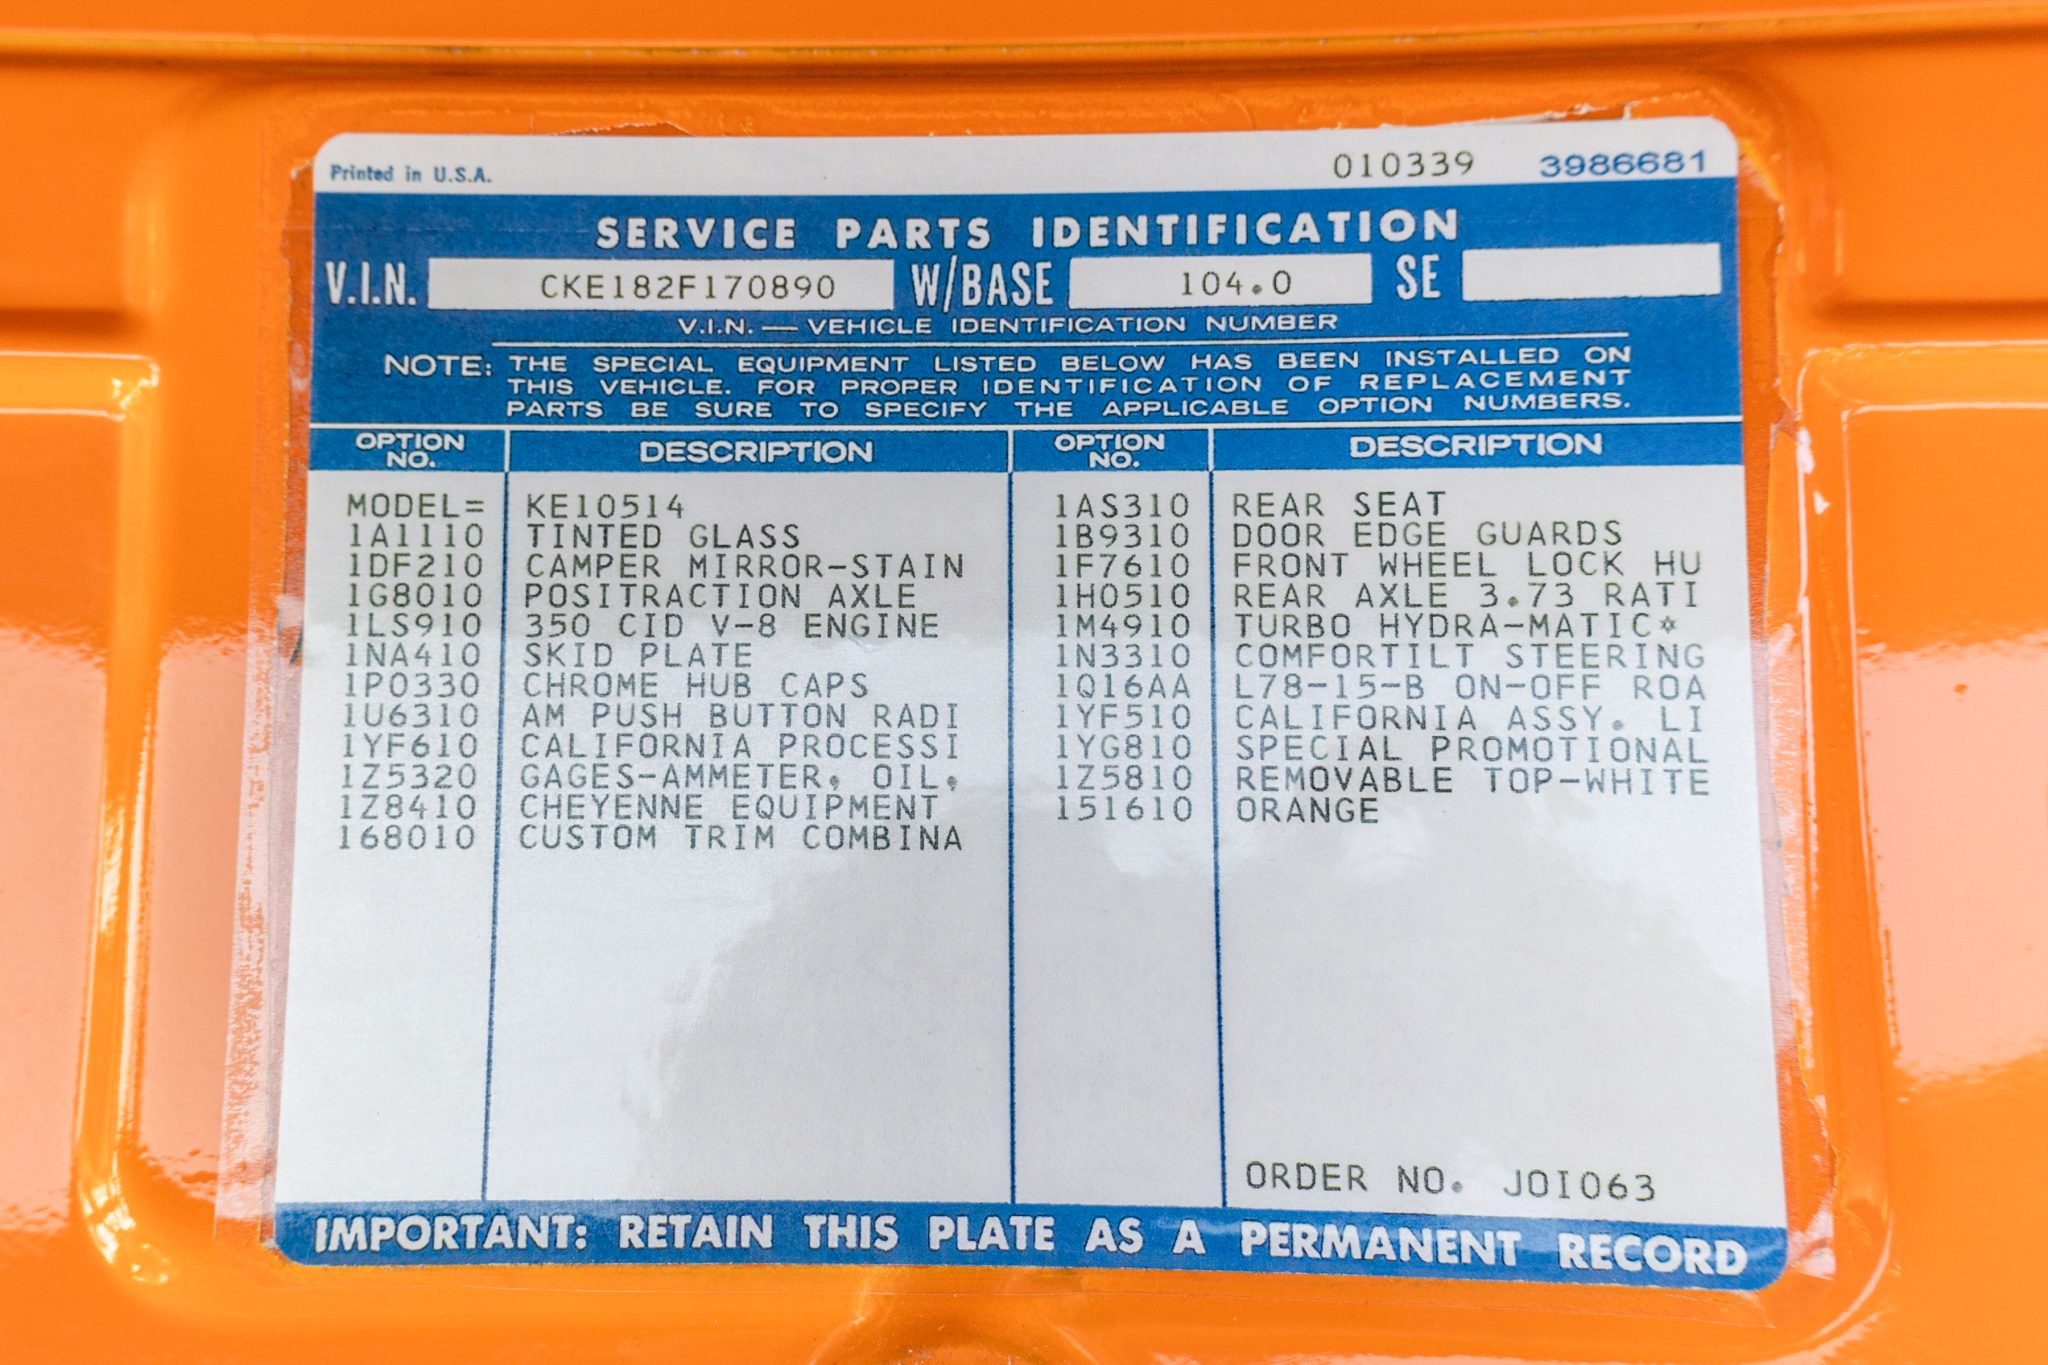 Printed in U.S.A. 010339 3986681
SERVICE PARTS IDENTIFICATION
V.I.N. CKE182F170890 W/BASE 104.0 SE
V.I.N. — VEHICLE IDENTIFICATION NUMBER
NOTE: THE SPECIAL EQUIPMENT LISTED BELOW HAS BEEN INSTALLED ON
THIS VEHICLE. FOR PROPER IDENTIFICATION OF REPLACEMENT
PARTS BE SURE TO SPECIFY THE APPLICABLE OPTION NUMBERS.
OPTION NO. DESCRIPTION OPTION NO. DESCRIPTION
MODEL= KE10514 1AS310 REAR SEAT
1A1110 TINTED GLASS 1B9310 DOOR EDGE GUARDS
1DF210 CAMPER MIRROR-STAIN 1F7610 FRONT WHEEL LOCK HU
1G8010 POSITRACTION AXLE 1H0510 REAR AXLE 3.73 RATI
1LS910 350 CID V-8 ENGINE 1M4910 TURBO HYDRA-MATIC*
1NA410 SKID PLATE 1N3310 COMFORTILT STEERING
1P0330 CHROME HUB CAPS 1Q16AA L78-15-B ON-OFF ROA
1U6310 AM PUSH BUTTON RADI 1YF510 CALIFORNIA ASSY. LI
1YF610 CALIFORNIA PROCESSI 1YG810 SPECIAL PROMOTIONAL
1Z5320 GAGES-AMMETER, OIL, 1Z5810 REMOVABLE TOP-WHITE
1Z8410 CHEYENNE EQUIPMENT 151610 ORANGE
168010 CUSTOM TRIM COMBINA
ORDER NO. JOI063
IMPORTANT: RETAIN THIS PLATE AS A PERMANENT RECORD